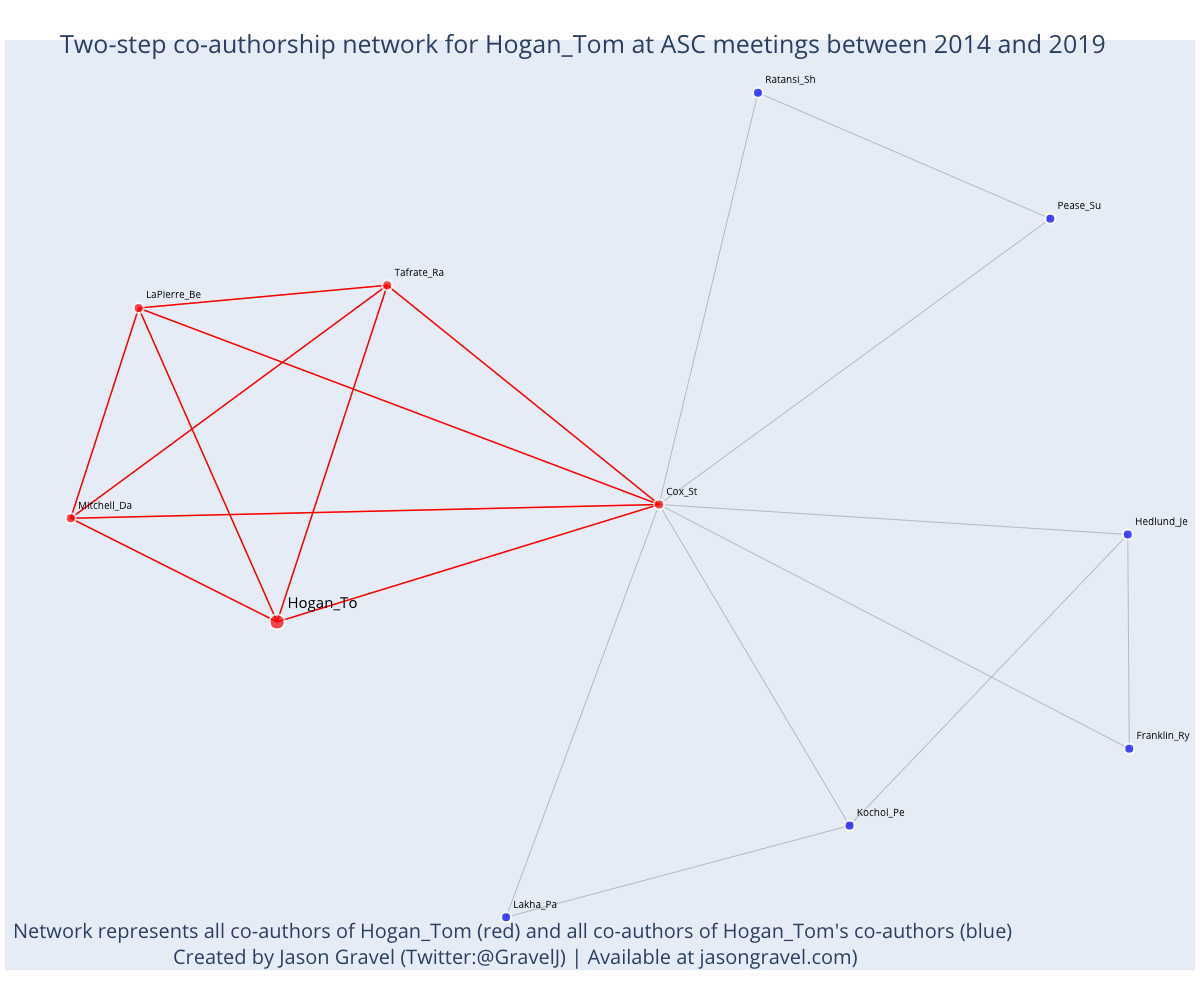 Two-step co-authorship network for Hogan_Tom at ASC meetings between 2014 and 2019
Ratansi_Sh
Pease_Su
Tafrate_Ra
LaPierre_Be
Cox_St
Mitchell_Da
Hedlund_Je
Hogan_To
Franklin_Ry
Kochol_Pe
Lakha_Pa
Network represents all co-authors of Hogan_Tom (red) and all co-authors of Hogan_Tom's co-authors (blue)
Created by Jason Gravel (Twitter:@GravelJ) | Available at jasongravel.com)